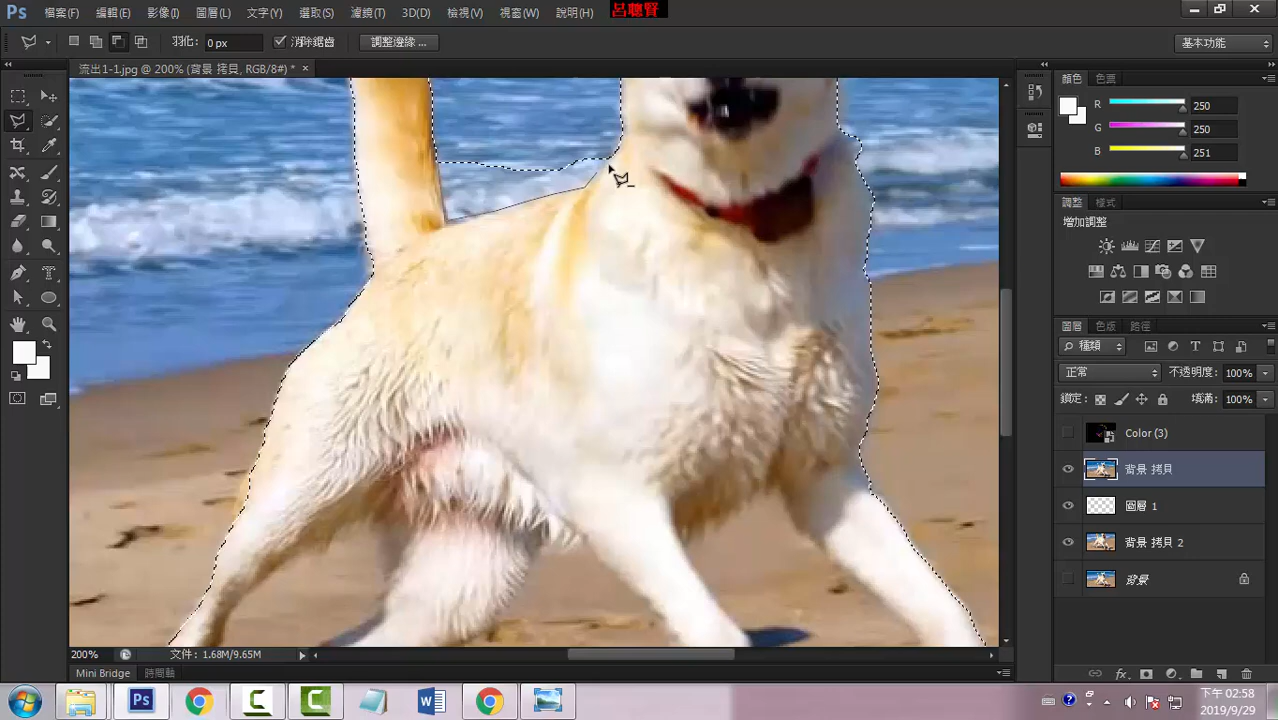 Ps 檔案(F) 編輯(E) 影像(I) 圖層(L) 文字(Y) 選取(S) 濾鏡(T) 3D(D) 檢視(V) 視窗(W) 說明(H) 呂聰賢
羽化: 0 px 消除鋸齒 調整邊緣 ... 基本功能
流出1-1.jpg @ 200% (背景 拷貝, RGB/8#) * ×
顏色 色票
R 250
G 250
B 251
調整 樣式
增加調整
圖層 色版 路徑
種類
正常 不透明度: 100%
鎖定: 填滿: 100%
Color (3)
背景 拷貝
圖層 1
背景 拷貝 2
背景
200% 文件: 1.68M/9.65M
Mini Bridge 時間軸
Ps
下午 02:58
2019/9/29